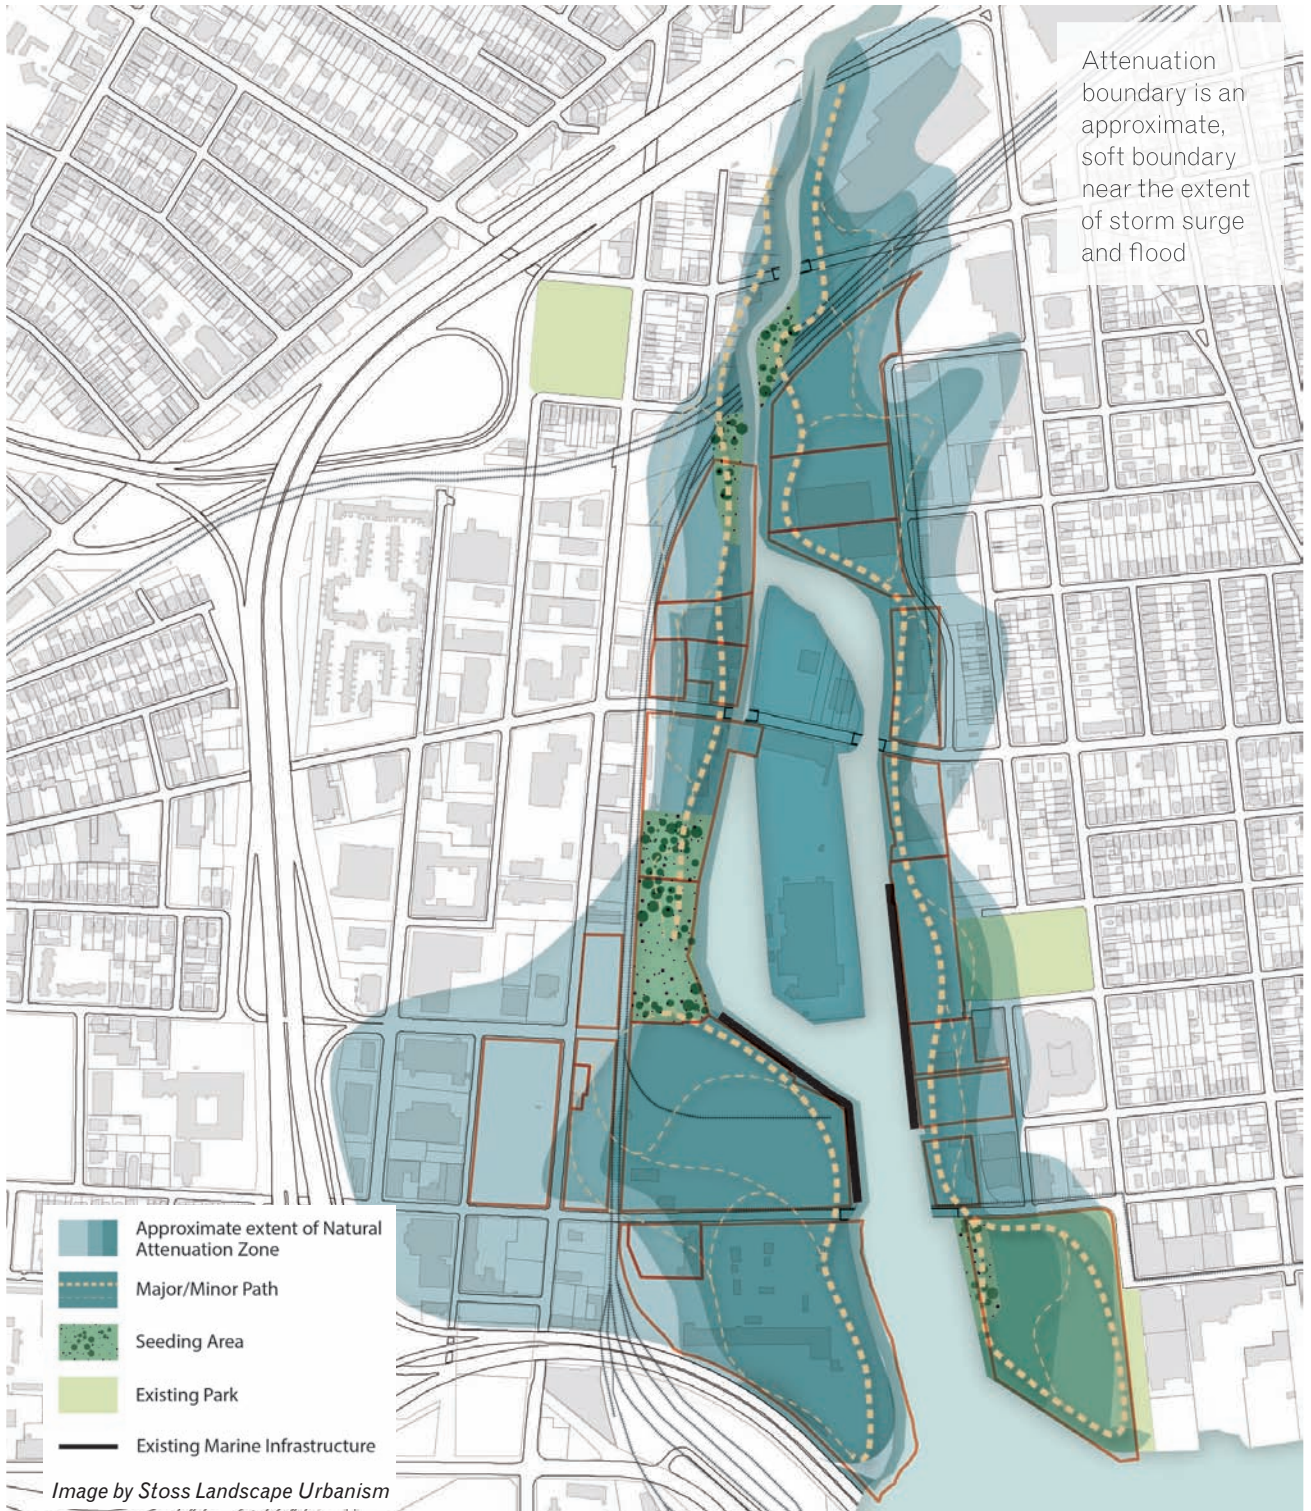 Attenuation
boundary is an
approximate,
soft boundary
near the extent
of storm surge
and flood
Approximate extent of Natural
Attenuation Zone
Major/Minor Path
Seeding Area
Existing Park
Existing Marine Infrastructure
Image by Stoss Landscape Urbanism